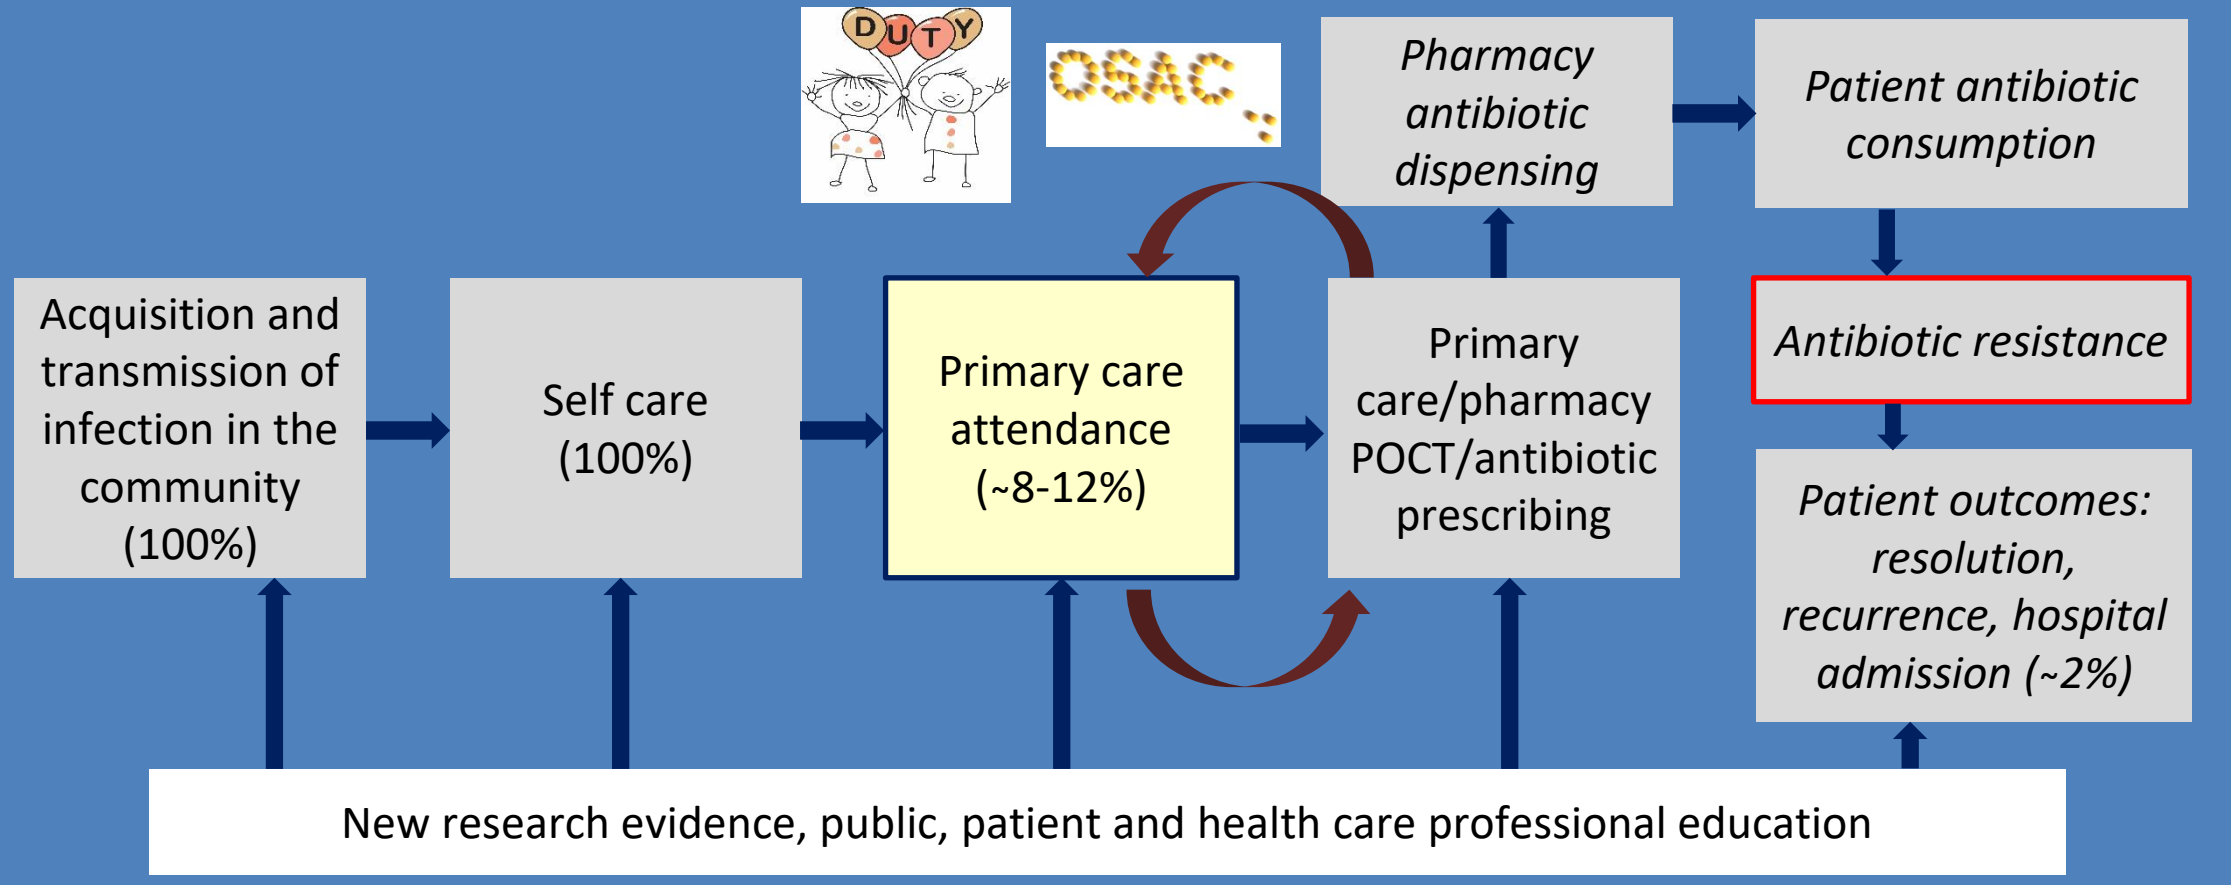 DUTY
OSAC
Pharmacy
antibiotic
dispensing
Patient antibiotic
consumption
Acquisition and
transmission of
infection in the
community
(100%)
Self care
(100%)
Primary care
attendance
(~8-12%)
Primary
care/pharmacy
POCT/antibiotic
prescribing
Antibiotic resistance
Patient outcomes:
resolution,
recurrence, hospital
admission (~2%)
New research evidence, public, patient and health care professional education